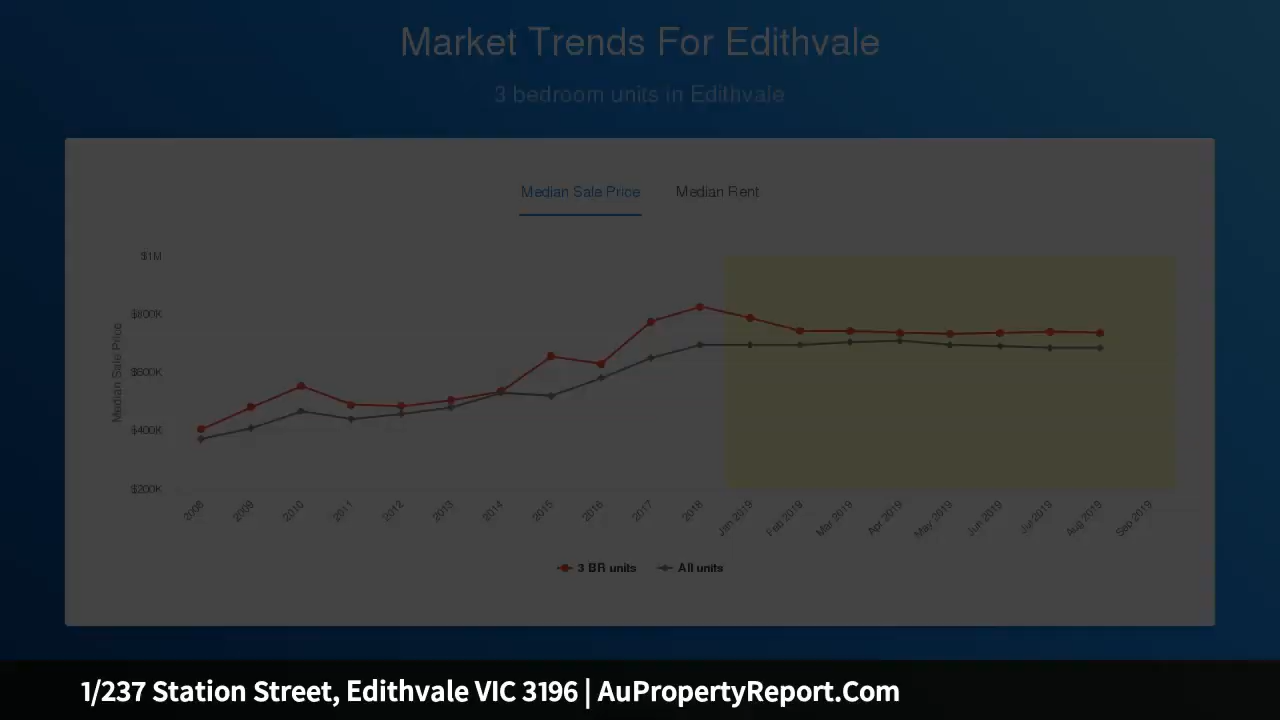 Market Trends For Edithvale
3 bedroom units in Edithvale
Median Sale Price Median Rent
$1M
$800K
$600K
$400K
$200K
Median Sale Price
2008 2009 2010 2011 2012 2013 2014 2015 2016 2017 2018 Jan 2019 Feb 2019 Mar 2019 Apr 2019 May 2019 Jun 2019 Jul 2019 Aug 2019 Sep 2019
3 BR units All units
1/237 Station Street, Edithvale VIC 3196 | AuPropertyReport.Com